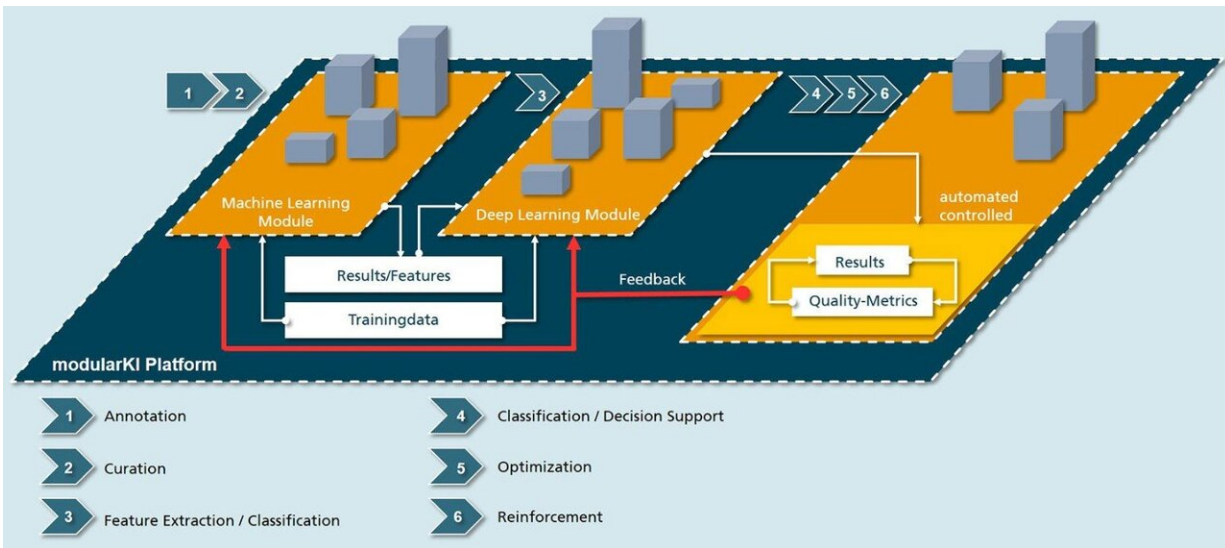 1
2
3
4
5
6
Machine Learning
Module
Deep Learning Module
automated
controlled
Results/Features
Trainingdata
Feedback
Results
Quality-Metrics
modularKI Platform
1 Annotation
2 Curation
3 Feature Extraction / Classification
4 Classification / Decision Support
5 Optimization
6 Reinforcement